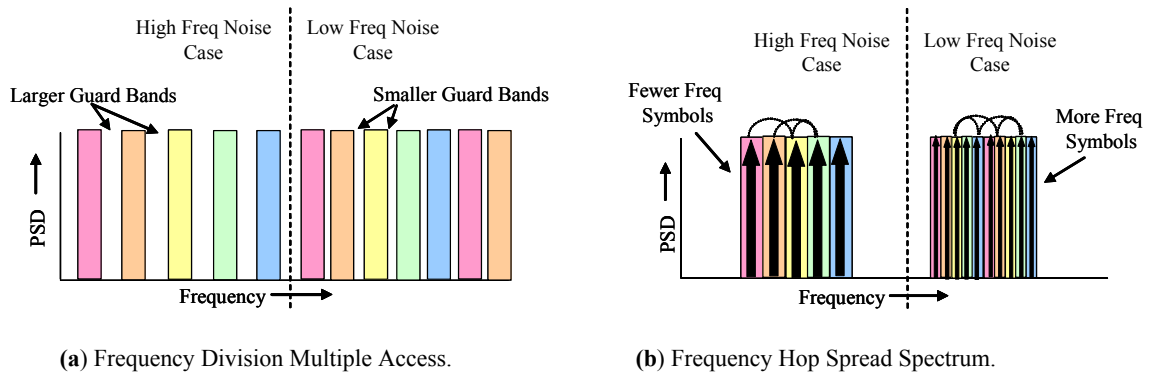 High Freq Noise
Case
Low Freq Noise
Case
Larger Guard Bands
Smaller Guard Bands
PSD
Frequency
(a) Frequency Division Multiple Access.
High Freq Noise
Case
Low Freq Noise
Case
Fewer Freq
Symbols
More Freq
Symbols
PSD
Frequency
(b) Frequency Hop Spread Spectrum.